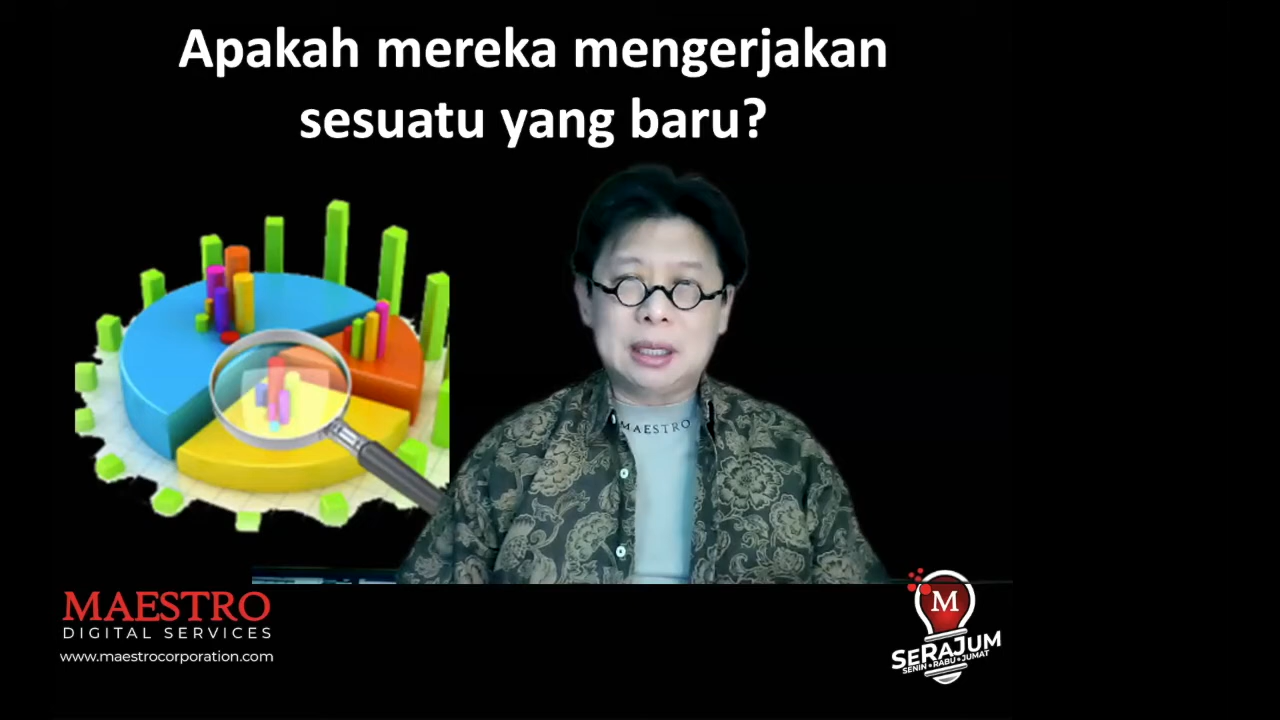 Apakah mereka mengerjakan
sesuatu yang baru?
MAESTRO
MAESTRO
DIGITAL SERVICES
www.maestrocorporation.com
M
SERAJUM
SENIN • RABU • JUMAT